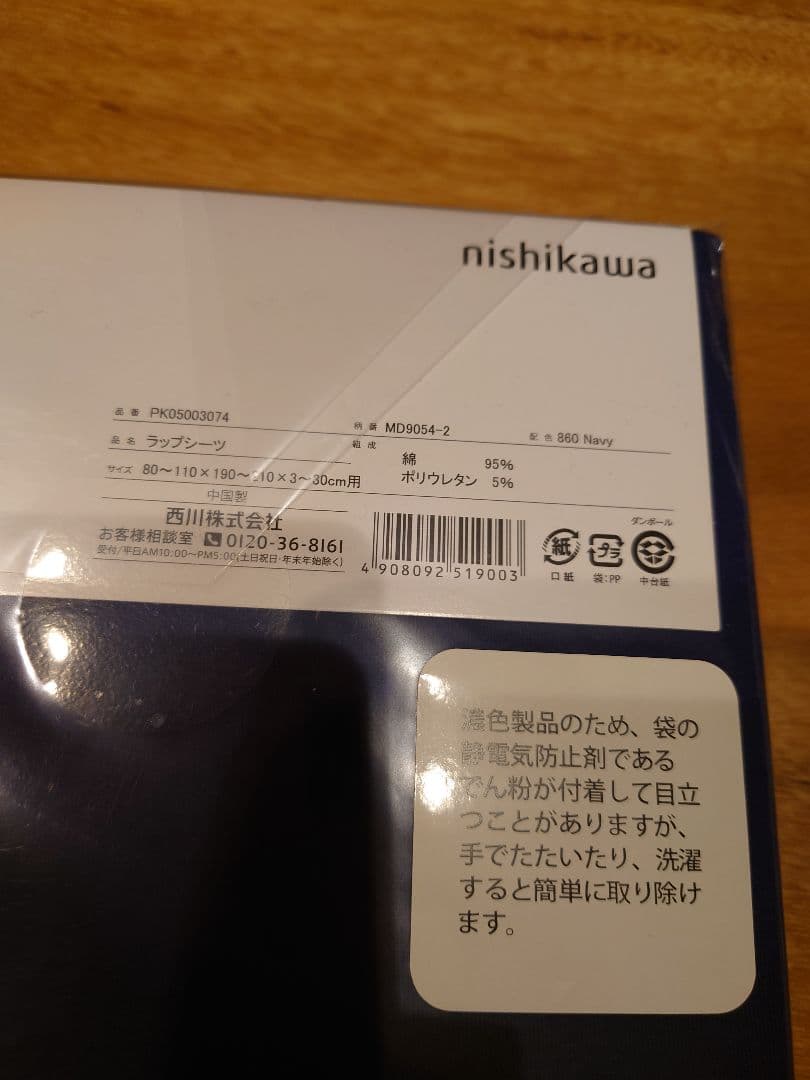 nishikawa
品番 PK05003074
柄番 MD9054-2
配色 860 Navy
品名 ラップシーツ
組成 綿 95%
ポリウレタン 5%
サイズ 80〜110×190〜210×3〜30cm用
中国製
西川株式会社
お客様相談室 0120-36-8161
受付/平日AM10:00〜PM5:00(土日祝日・年末年始除く)
4 908092 519003
紙
口紙
プラ
袋:PP
ダンボール
中台紙
濃色製品のため、袋の
静電気防止剤である
でん粉が付着して目立
つことがありますが、
手でたたいたり、洗濯
すると簡単に取り除け
ます。